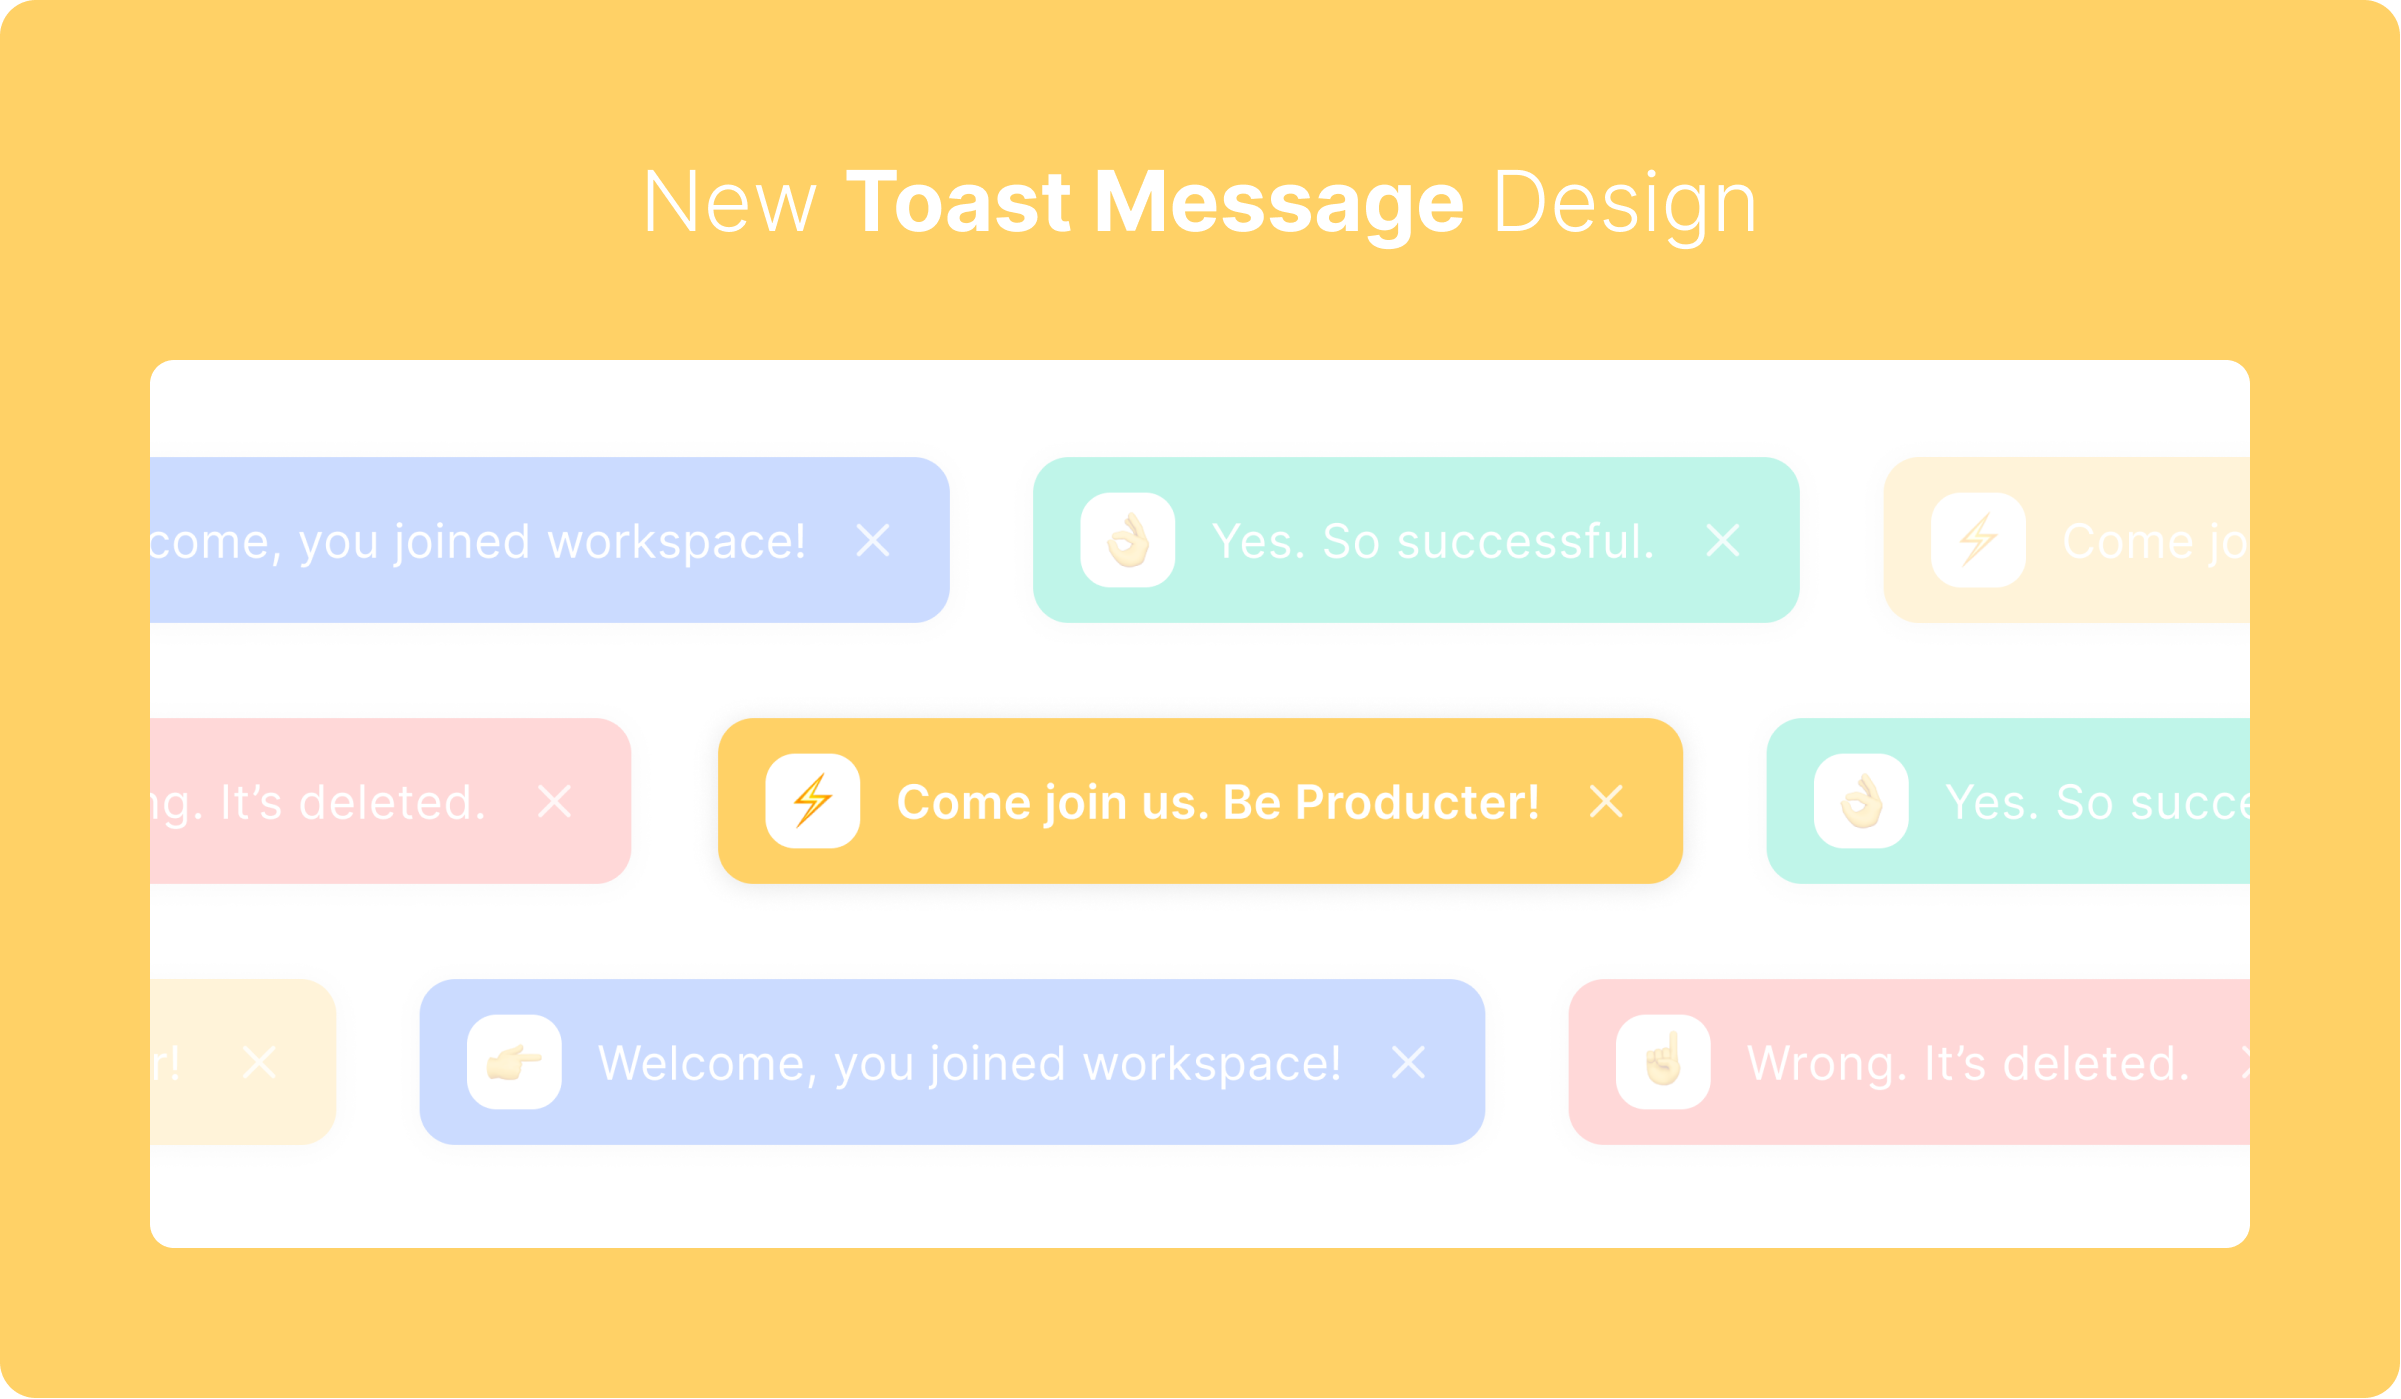 New Toast Message Design
come, you joined workspace!
Yes. So successful.
Come jo
ng. It’s deleted.
Come join us. Be Producter!
Yes. So succe
r!
Welcome, you joined workspace!
Wrong. It’s deleted.